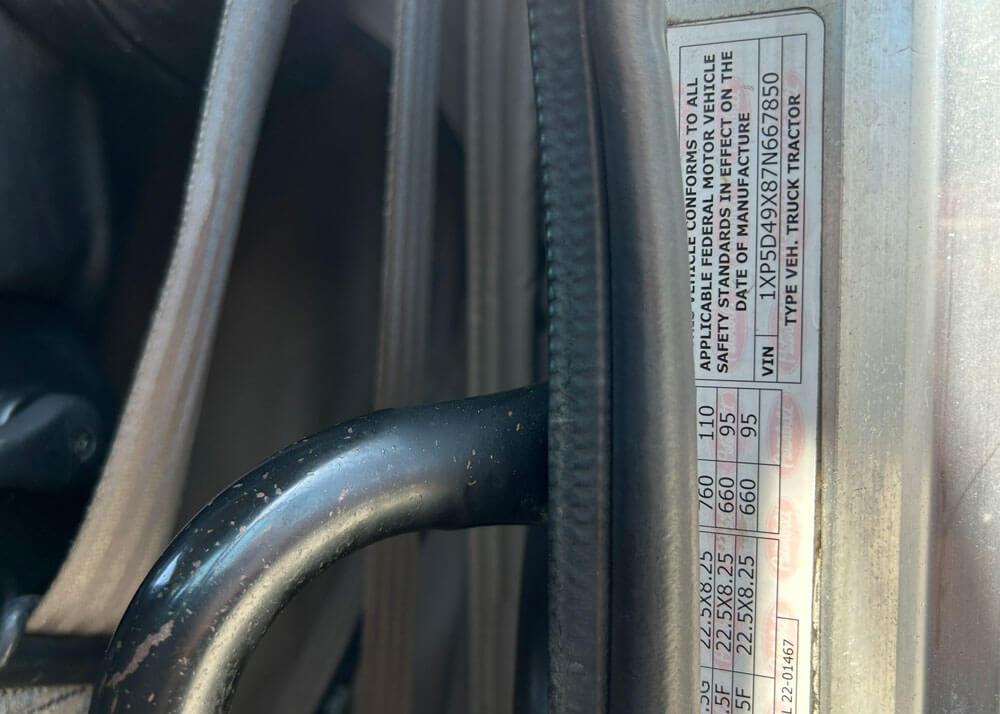 VEHICLE CONFORMS TO ALL
APPLICABLE FEDERAL MOTOR VEHICLE
SAFETY STANDARDS IN EFFECT ON THE
DATE OF MANUFACTURE
VIN 1XP5D49X87N667850
TYPE VEH. TRUCK TRACTOR
22.5X8.25 760 110
22.5X8.25 660 95
22.5X8.25 660 95
22-01467